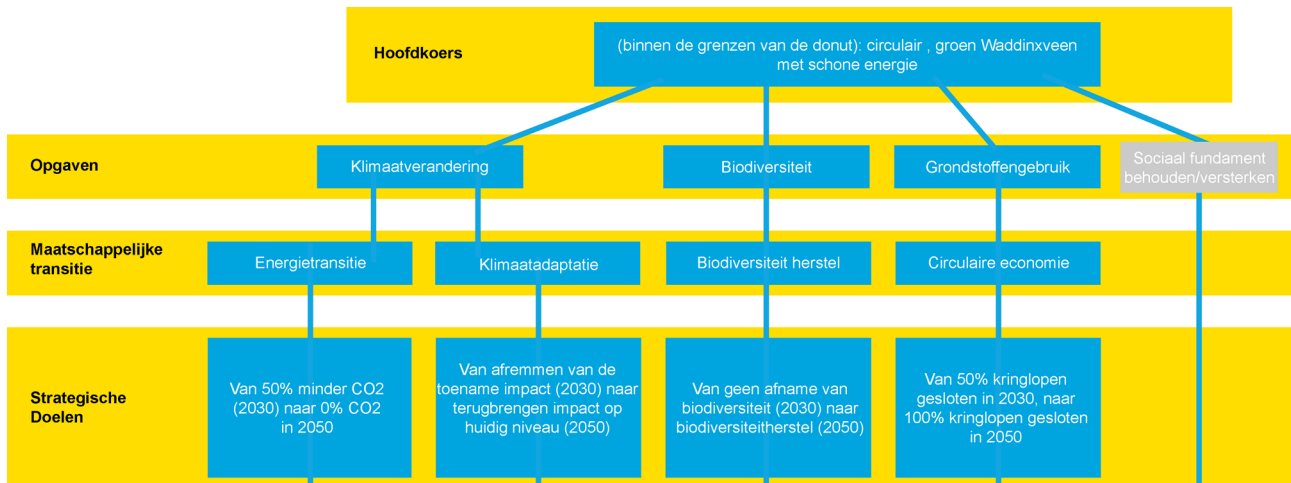 Hoofdkoers
(binnen de grenzen van de donut): circulair , groen Waddinxveen
met schone energie
Opgaven
Klimaatverandering
Biodiversiteit
Grondstoffengebruik
Sociaal fundament
behouden/versterken
Maatschappelijke
transitie
Energietransitie
Klimaatadaptatie
Biodiversiteit herstel
Circulaire economie
Strategische
Doelen
Van 50% minder CO2
(2030) naar 0% CO2
in 2050
Van afremmen van de
toename impact (2030) naar
terugbrengen impact op
huidig niveau (2050)
Van geen afname van
biodiversiteit (2030) naar
biodiversiteitherstel (2050)
Van 50% kringlopen
gesloten in 2030, naar
100% kringlopen gesloten
in 2050